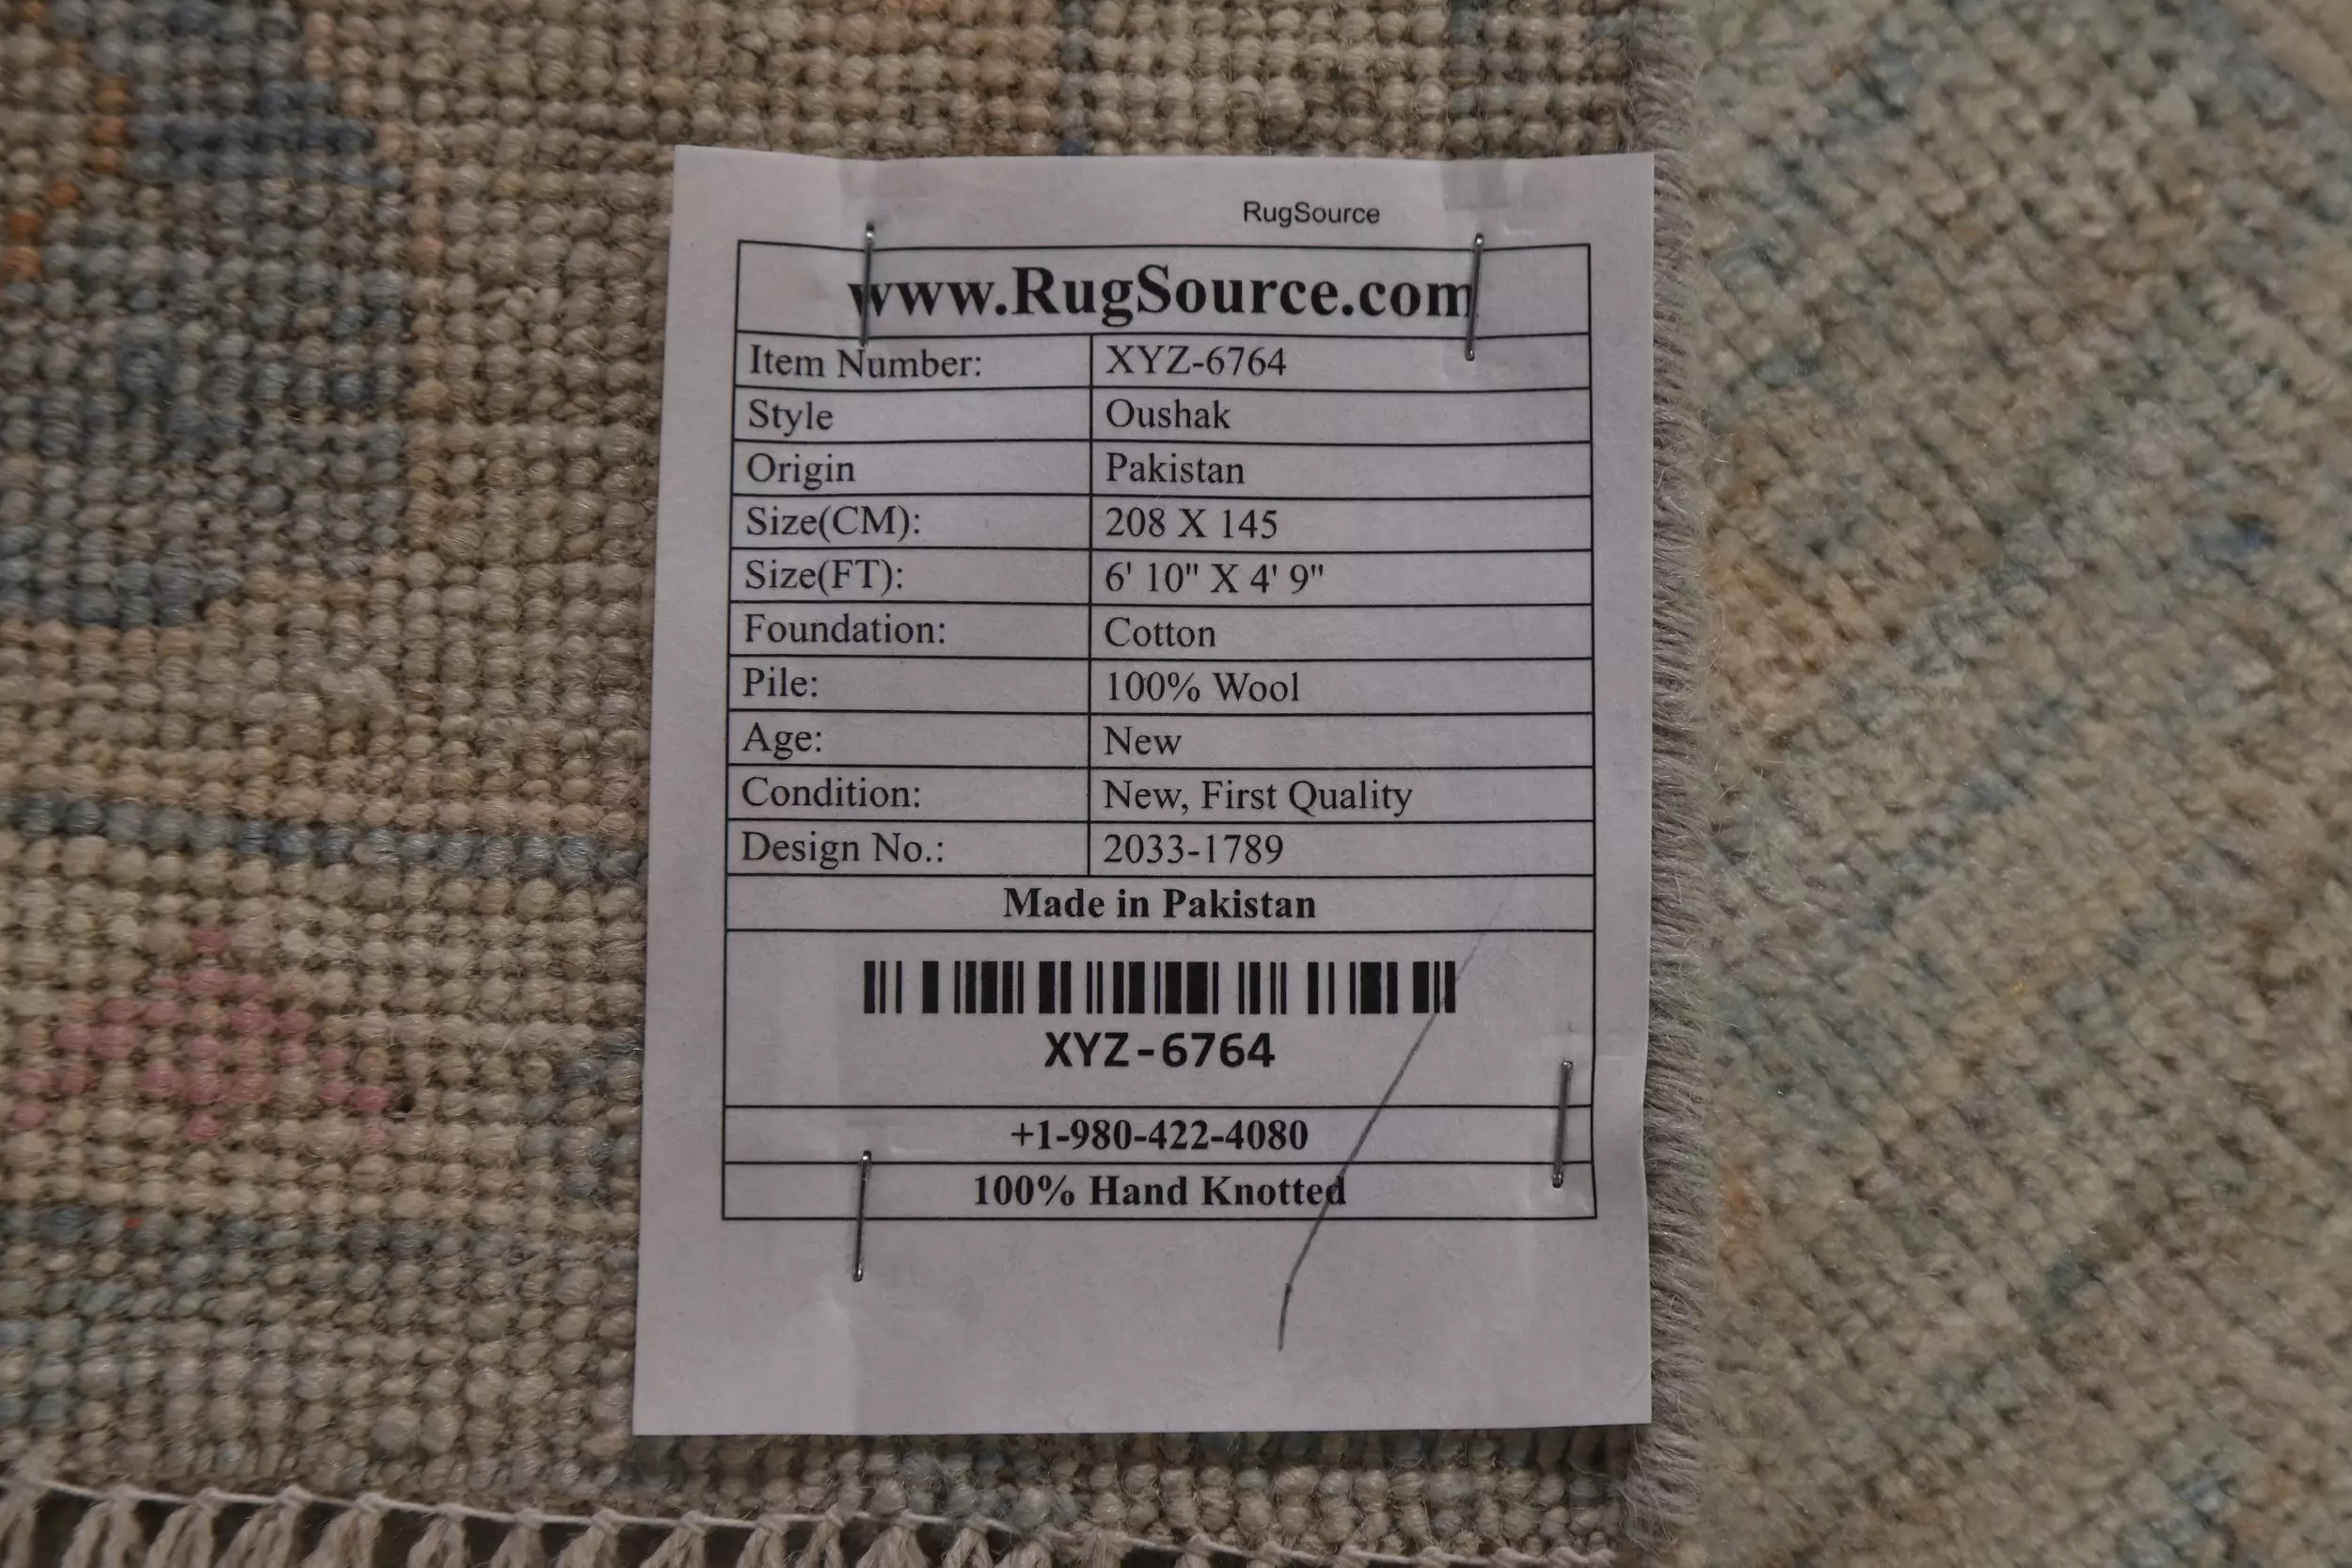 RugSource
www.RugSource.com
Item Number: XYZ-6764
Style Oushak
Origin Pakistan
Size(CM): 208 X 145
Size(FT): 6' 10" X 4' 9"
Foundation: Cotton
Pile: 100% Wool
Age: New
Condition: New, First Quality
Design No.: 2033-1789
Made in Pakistan
XYZ-6764
+1-980-422-4080
100% Hand Knotted